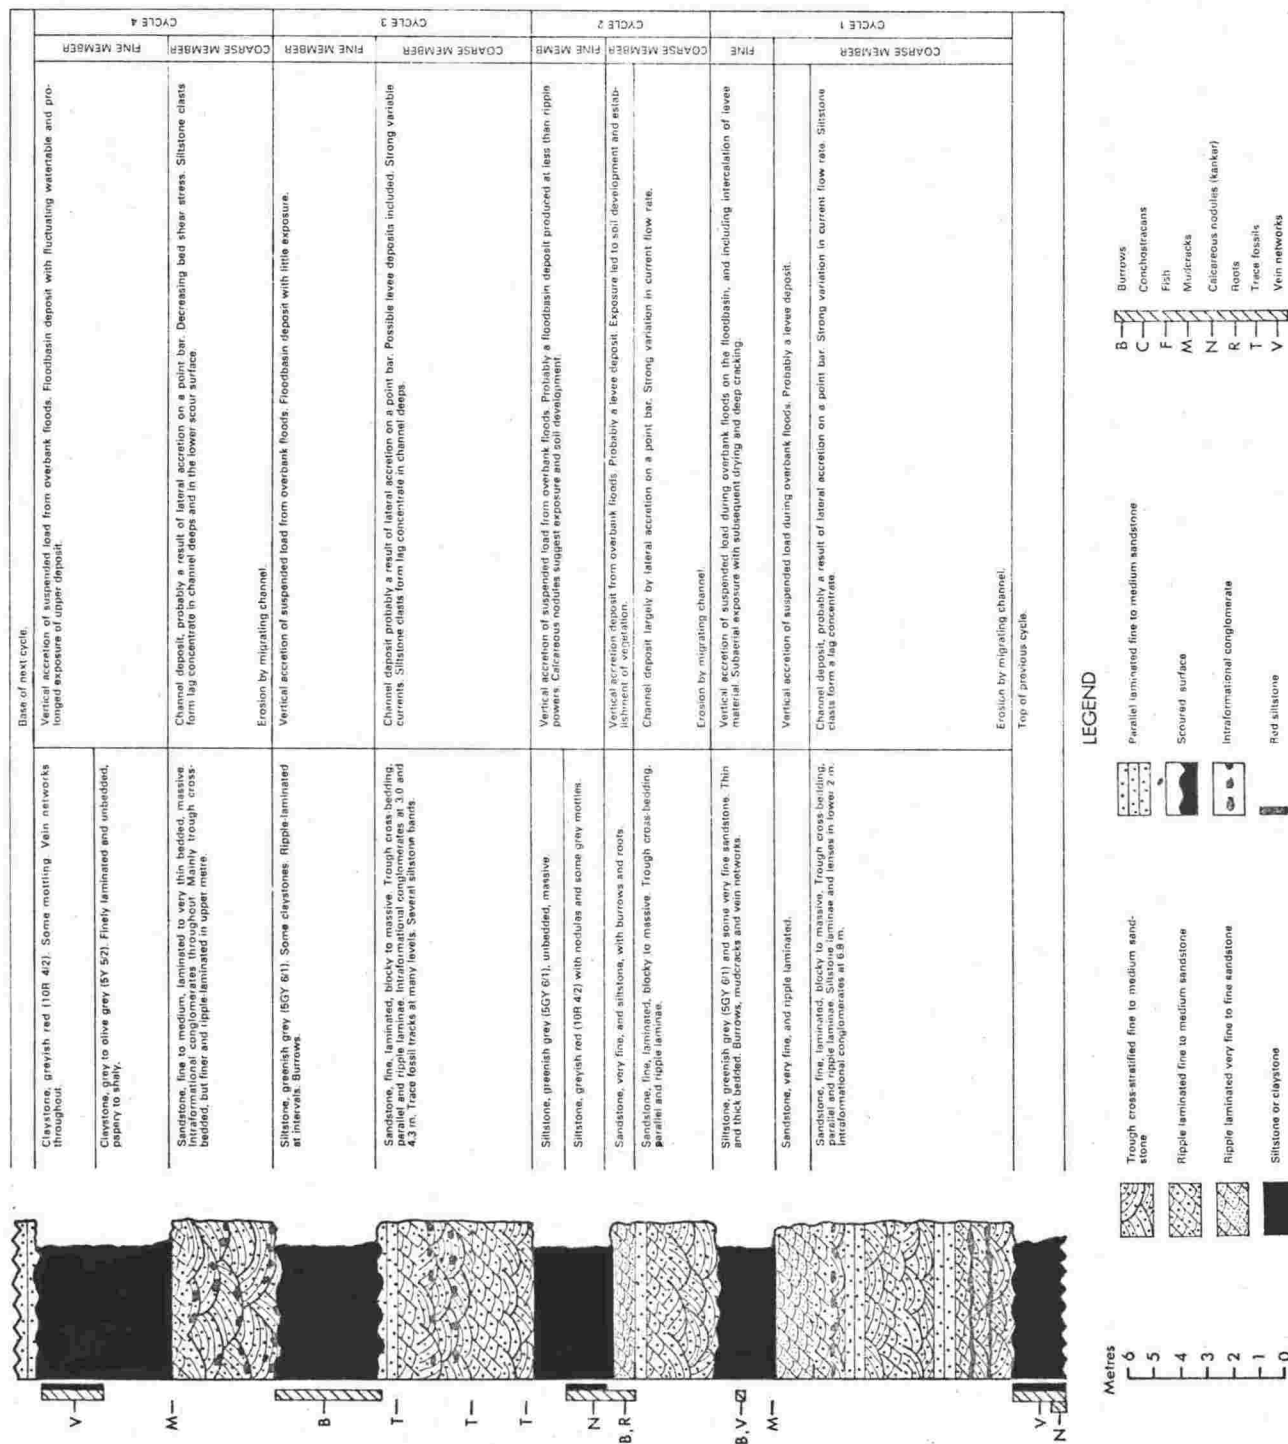 Base of next cycle.
Claystone, greyish red (10R 4/2). Some mottling. Vein networks
throughout.
Vertical accretion of suspended load from overbank floods. Floodbasin deposit with fluctuating watertable and pro-
longed exposure of upper deposit.
FINE MEMBER
CYCLE 4
Claystone, grey to olive grey (5Y 5/2). Finely laminated and unbedded,
papery to shaly.
Sandstone, fine to medium, laminated to very thin bedded, massive.
Intraformational conglomerates throughout. Mainly trough cross-
bedded, but finer and ripple-laminated in upper metre.
Channel deposit, probably a result of lateral accretion on a point bar. Decreasing bed shear stress. Siltstone clasts
form lag concentrate in channel deeps and in the lower scour surface.
Erosion by migrating channel.
COARSE MEMBER
Siltstone, greenish grey (5GY 6/1). Some claystones. Ripple-laminated
at intervals. Burrows.
Vertical accretion of suspended load from overbank floods. Floodbasin deposit with little exposure.
FINE MEMBER
CYCLE 3
Sandstone, fine, laminated, blocky to massive. Trough cross-bedding,
parallel and ripple laminae. Intraformational conglomerates at 3.0 and
4.3 m. Trace fossil tracks at many levels. Several siltstone bands.
Channel daposit probably a result of lateral accretion on a point bar. Possible levee deposits included. Strong variable
currents. Siltstone clasts form lag concentrate in channel deeps.
COARSE MEMBER
Siltstone, greenish grey (5GY 6/1), unbedded, massive.
Vertical accretion of suspended load from overbank floods. Probably a floodbasin deposit produced at less than ripple
powers. Calcareous nodules suggest exposure and soil development.
FINE MEMB
CYCLE 2
Siltstone, greyish red (10R 4/2) with nodules and some grey mottles.
Sandstone, very fine, and siltstone, with burrows and roots.
Vertical accretion deposit from overbank floods. Probably a levee deposit. Exposure led to soil development and estab-
lishment of vegetation.
COARSE MEMBER
Sandstone, fine, laminated, blocky to massive. Trough cross-bedding,
parallel and ripple laminae.
Channel deposit largely by lateral accretion on a point bar. Strong variation in current flow rate.
Erosion by migrating channel.
Siltstone, greenish grey (5GY 6/1) and some very fine sandstone. Thin
and thick bedded. Burrows, mudcracks and vein networks.
Vertical accretion of suspended load during overbank floods on the floodbasin, and including intercalation of levee
material. Subaerial exposure with subsequent drying and deep cracking.
FINE
CYCLE 1
Sandstone, very fine, and ripple laminated.
Vertical accretion of suspended load during overbank floods. Probably a levee deposit.
COARSE MEMBER
Sandstone, fine, laminated, blocky to massive. Trough cross-bedding,
parallel and ripple laminae. Siltstone laminae and lenses in lower 2 m.
Intraformational conglomerates at 6.8 m.
Channel deposit, probably a result of lateral accretion on a point bar. Strong variation in current flow rate. Siltstone
clasts form a lag concentrate.
Erosion by migrating channel.
Top of previous cycle.
V
M
B
T
T
T
N
B, R
B, V
M
V
N
LEGEND
Metres
6
5
4
3
2
1
0
Trough cross-stratified fine to medium sand-
stone
Ripple laminated fine to medium sandstone
Ripple laminated very fine to fine sandstone
Siltstone or claystone
Parallel laminated fine to medium sandstone
Scoured surface
Intraformational conglomerate
Red siltstone
B Burrows
C Conchostracans
F Fish
M Mudcracks
N Calcareous nodules (kankar)
R Roots
T Trace fossils
V Vein networks